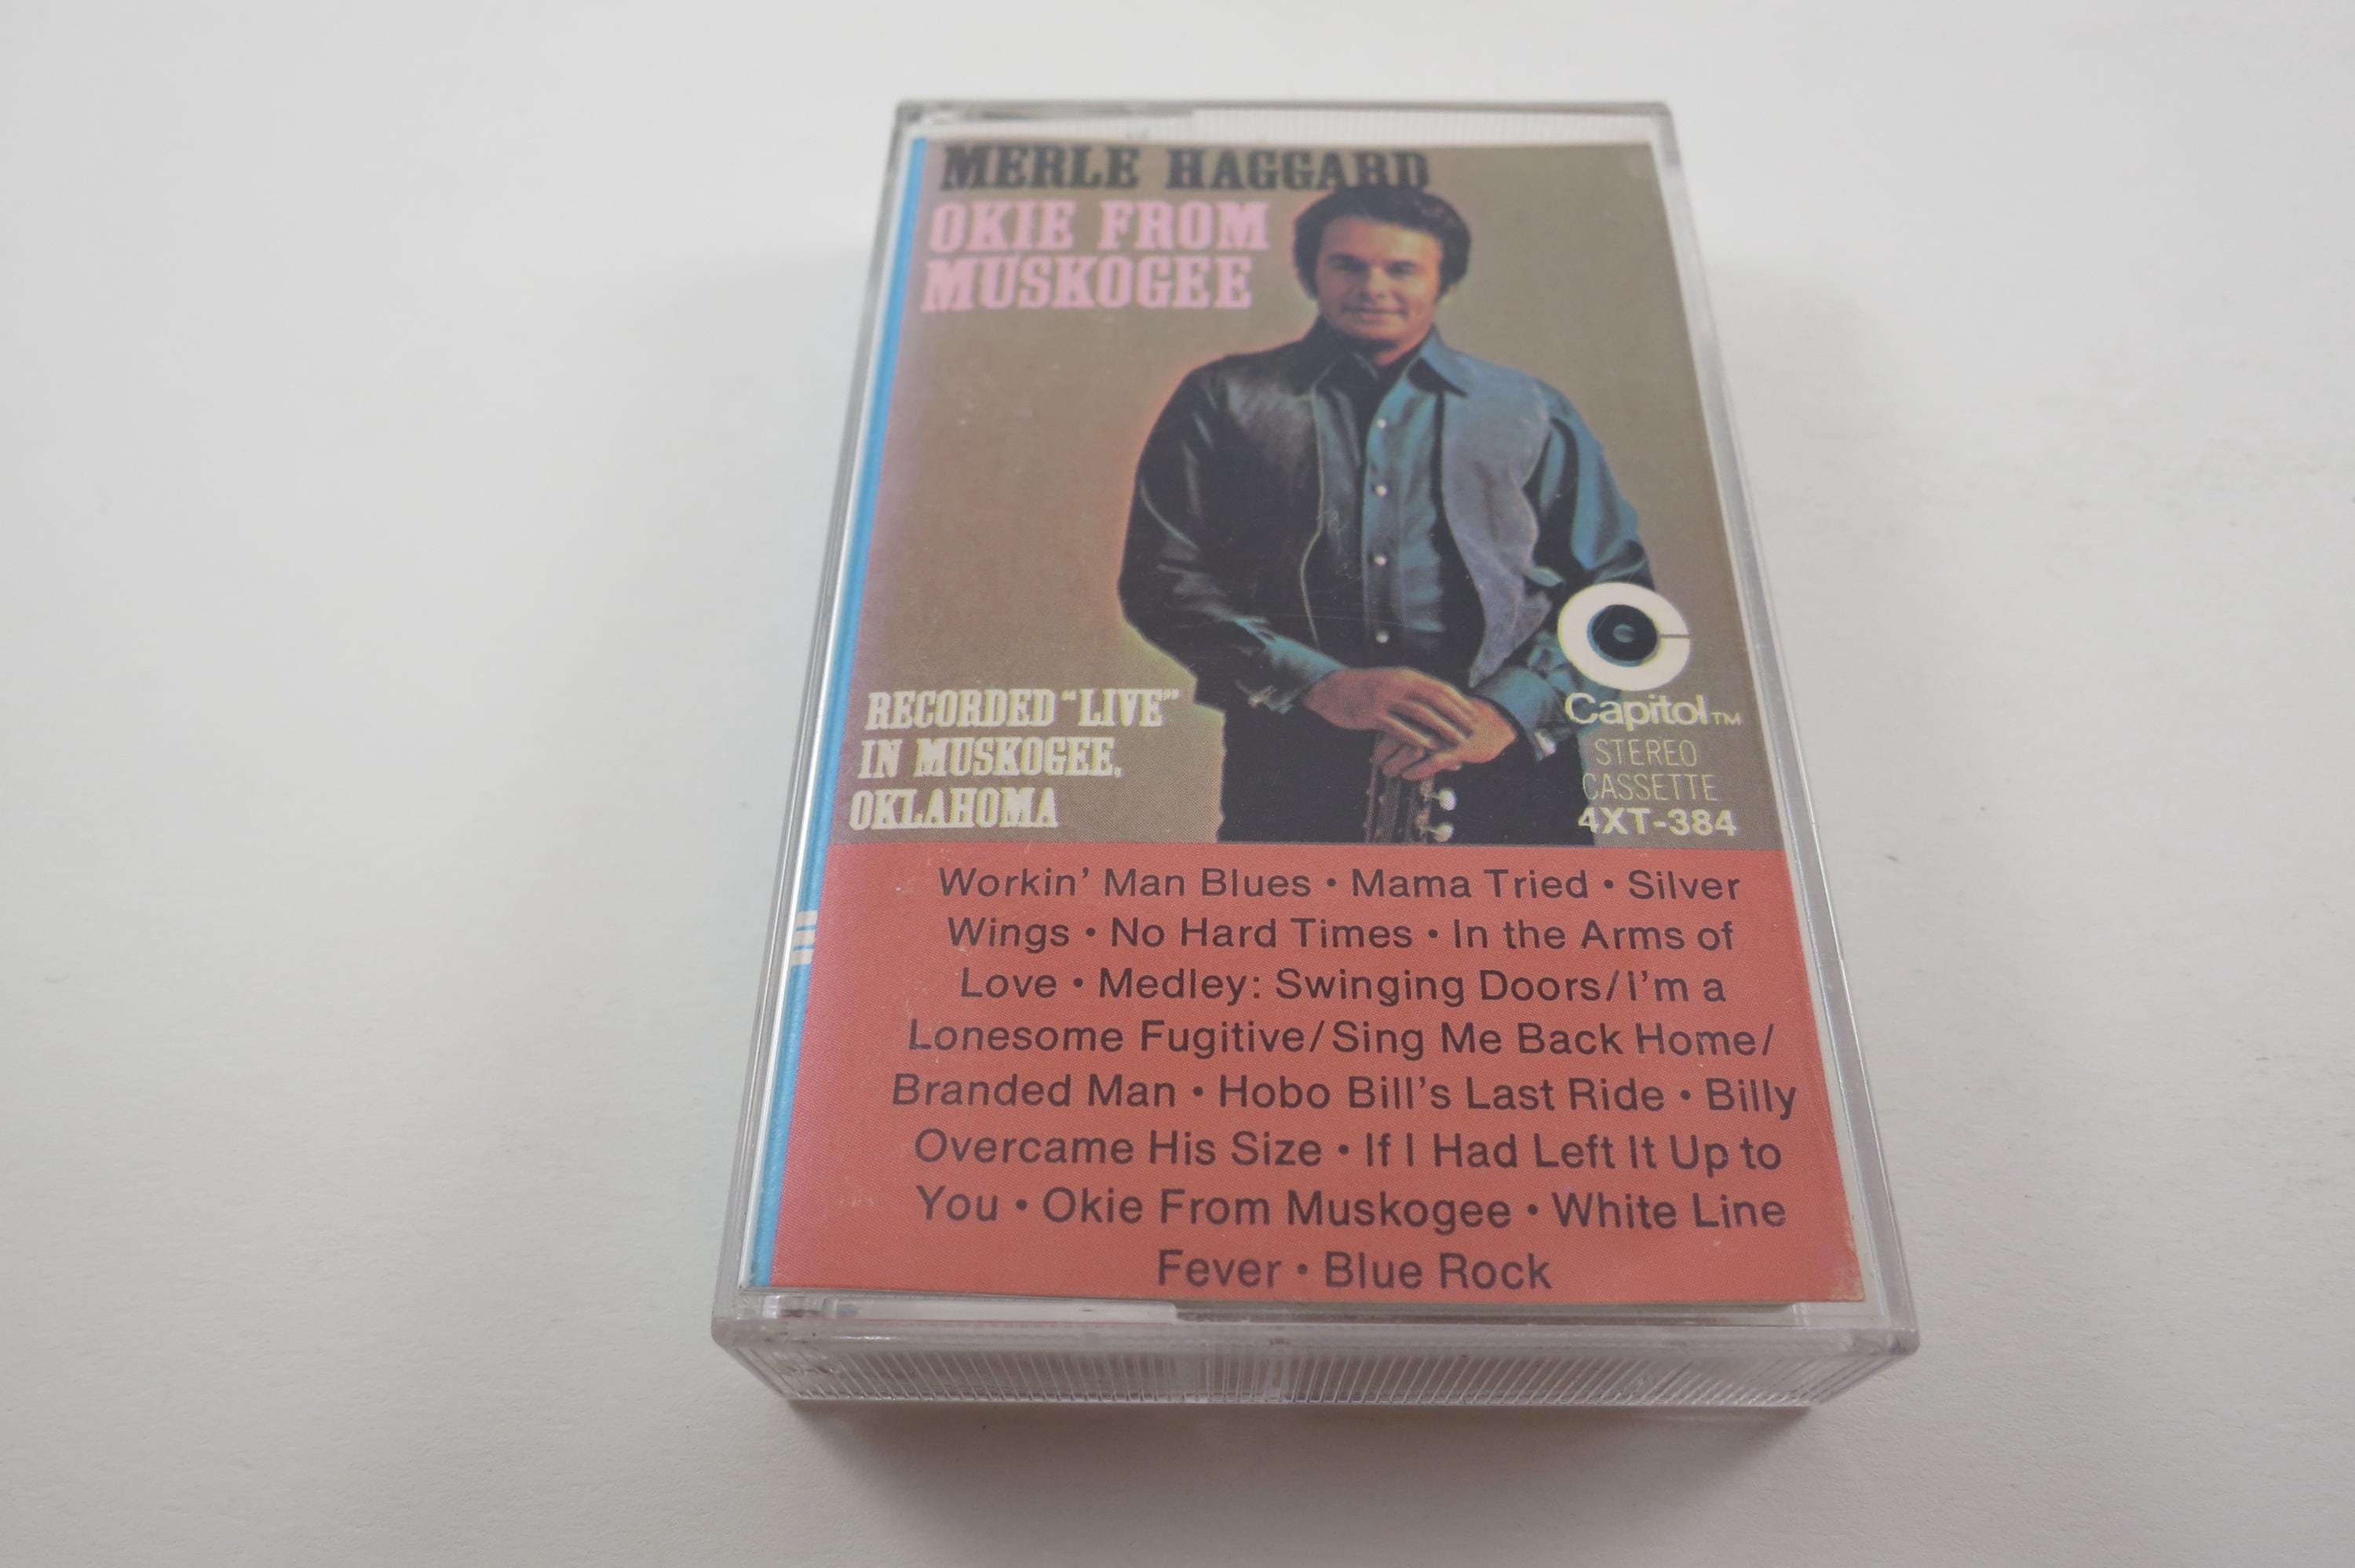 MERLE HAGGARD
OKIE FROM
MUSKOGEE
RECORDED “LIVE”
IN MUSKOGEE,
OKLAHOMA
Capitol TM
STEREO
CASSETTE
4XT-384
Workin’ Man Blues • Mama Tried • Silver
Wings • No Hard Times • In the Arms of
Love • Medley: Swinging Doors/I’m a
Lonesome Fugitive/Sing Me Back Home/
Branded Man • Hobo Bill’s Last Ride • Billy
Overcame His Size • If I Had Left It Up to
You • Okie From Muskogee • White Line
Fever • Blue Rock